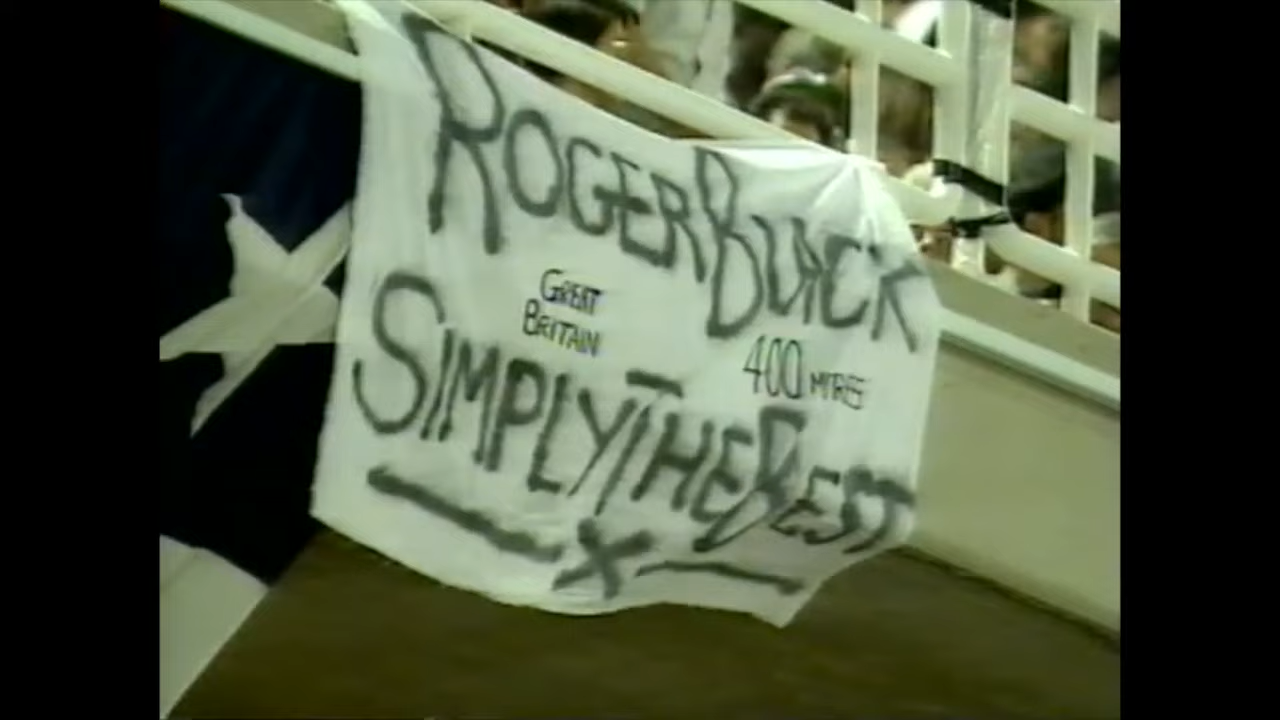 ROGER BLACK
GREAT
BRITAIN
400 MTRES
SIMPLY THE BEST
X